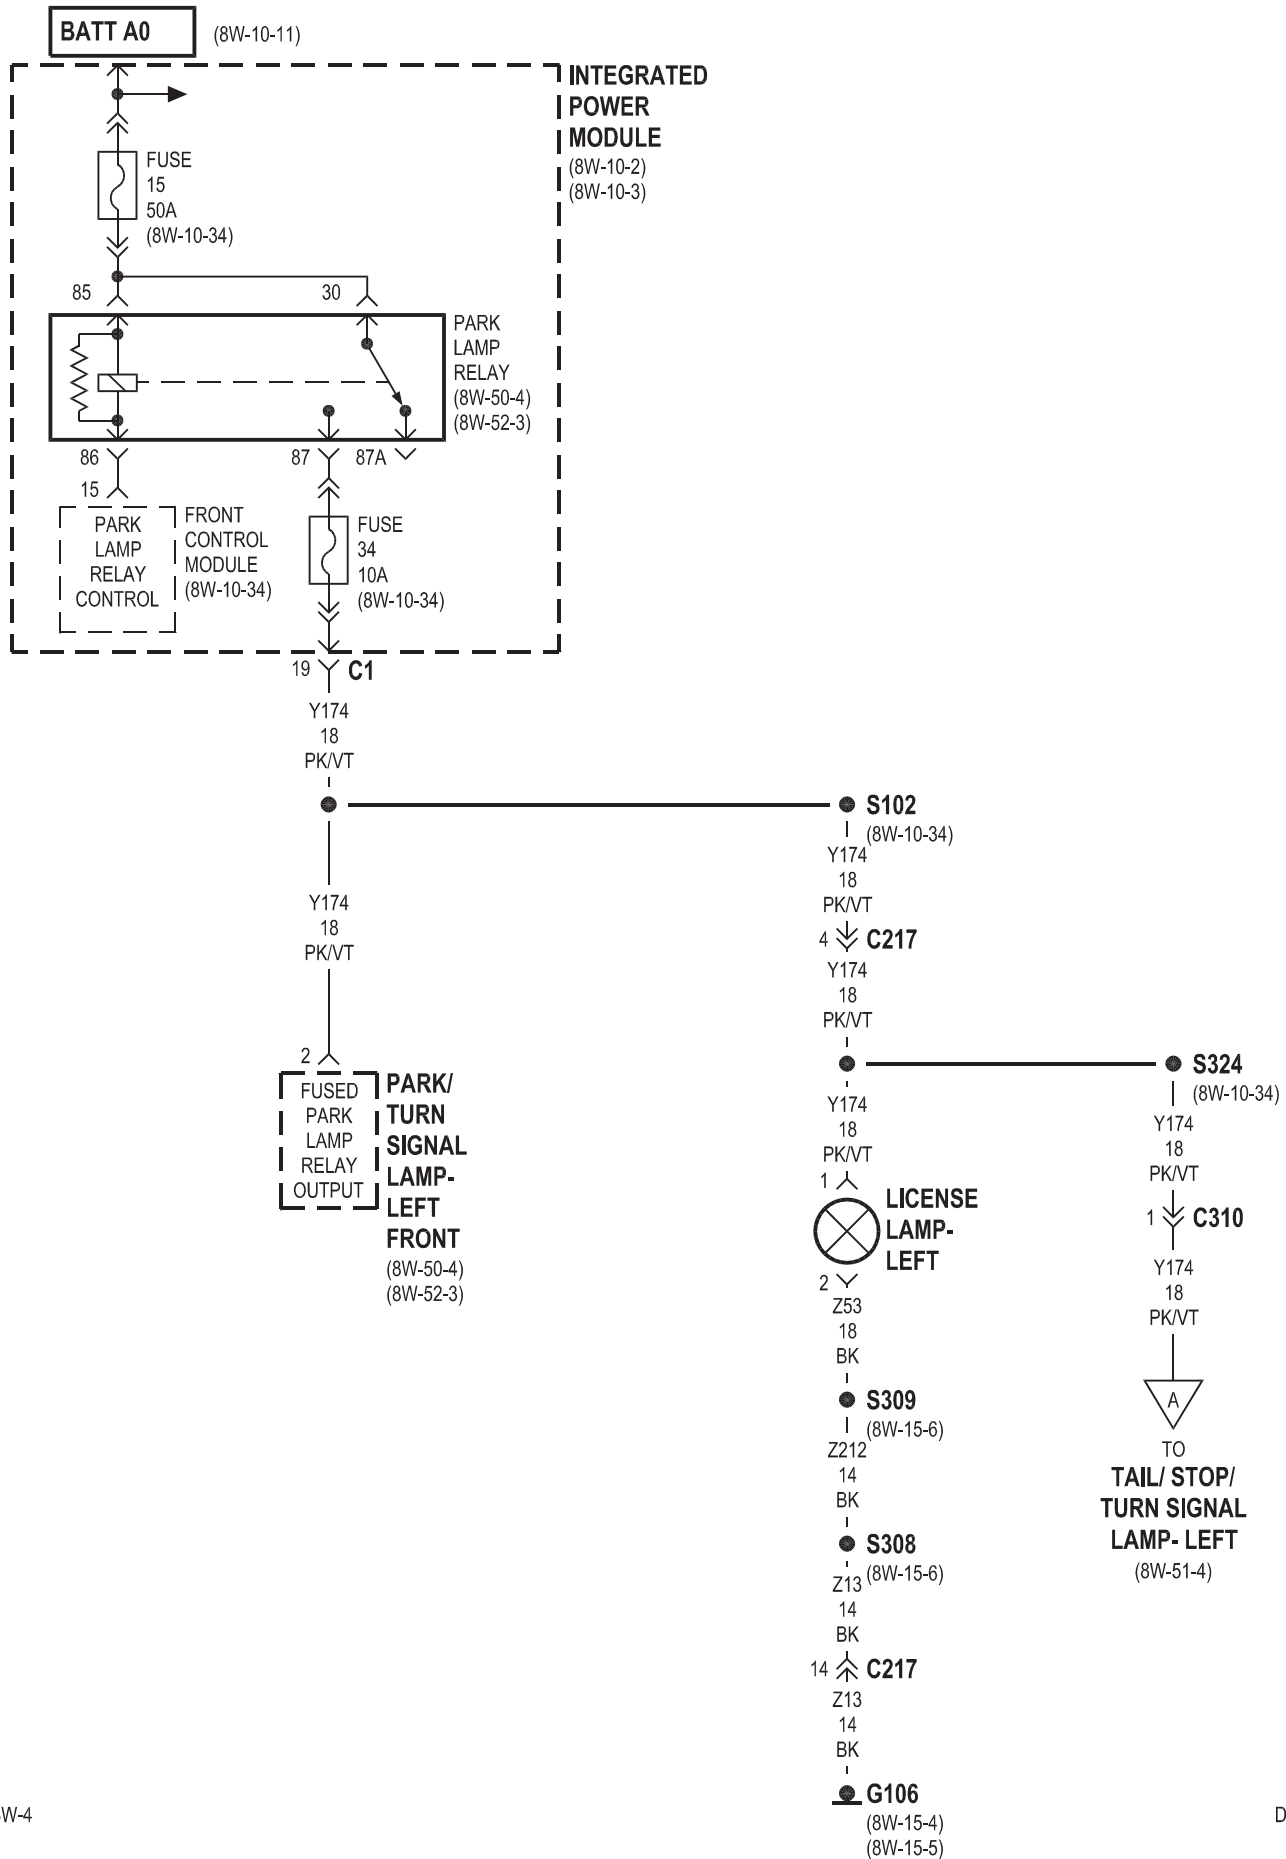 BATT A0
(8W-10-11)
INTEGRATED
POWER
MODULE
(8W-10-2)
(8W-10-3)
FUSE
15
50A
(8W-10-34)
85
30
PARK
LAMP
RELAY
(8W-50-4)
(8W-52-3)
86
87
87A
15
PARK
LAMP
RELAY
CONTROL
FRONT
CONTROL
MODULE
(8W-10-34)
FUSE
34
10A
(8W-10-34)
19
C1
Y174
18
PK/VT
S102
(8W-10-34)
Y174
18
PK/VT
4
C217
Y174
18
PK/VT
Y174
18
PK/VT
2
FUSED
PARK
LAMP
RELAY
OUTPUT
PARK/
TURN
SIGNAL
LAMP-
LEFT
FRONT
(8W-50-4)
(8W-52-3)
S324
(8W-10-34)
Y174
18
PK/VT
1
LICENSE
LAMP-
LEFT
2
Z53
18
BK
S309
(8W-15-6)
Z212
14
BK
S308
(8W-15-6)
Z13
14
BK
14
C217
Z13
14
BK
G106
(8W-15-4)
(8W-15-5)
Y174
18
PK/VT
1
C310
Y174
18
PK/VT
A
TO
TAIL/ STOP/
TURN SIGNAL
LAMP- LEFT
(8W-51-4)
W-4
D